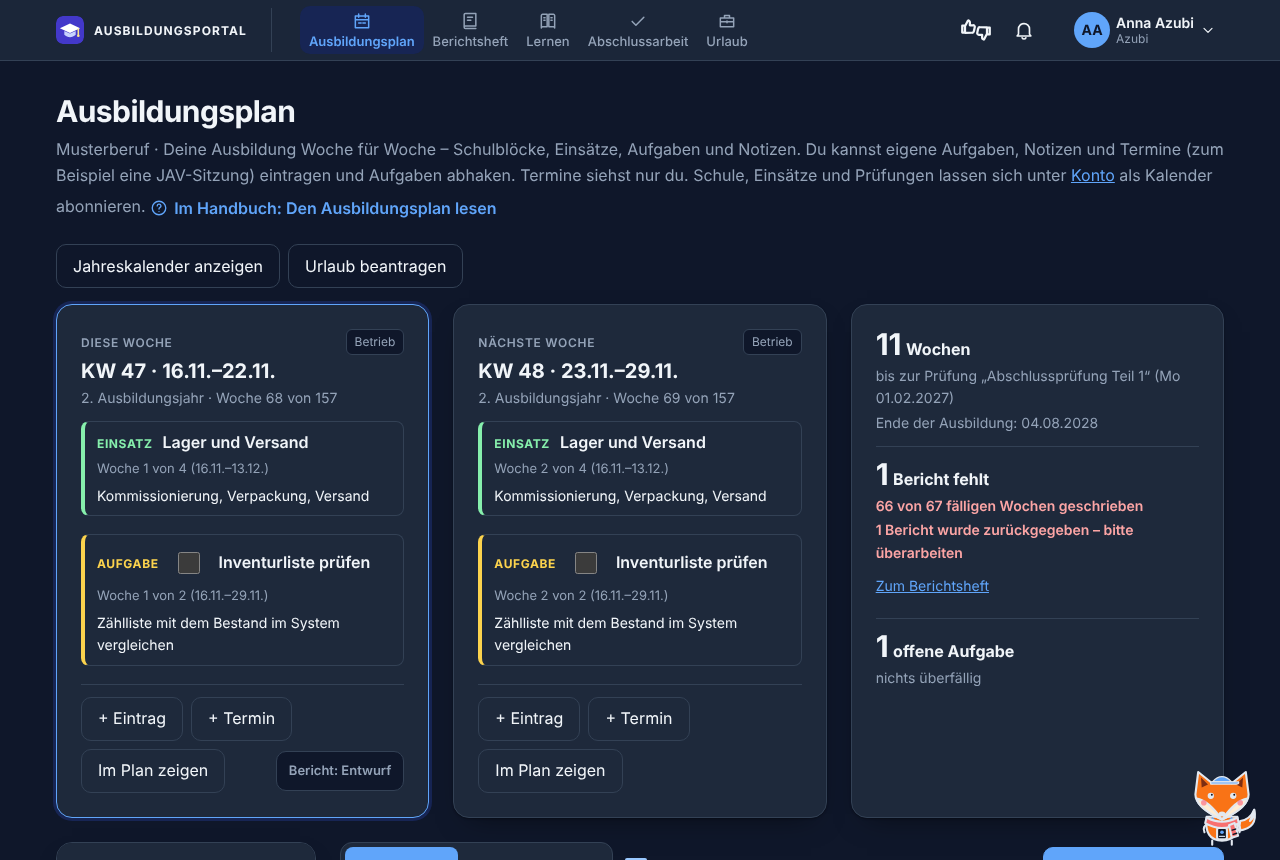 AUSBILDUNGSPORTAL
Ausbildungsplan
Berichtsheft
Lernen
Abschlussarbeit
Urlaub
AA
Anna Azubi
Azubi
Ausbildungsplan
Musterberuf · Deine Ausbildung Woche für Woche – Schulblöcke, Einsätze, Aufgaben und Notizen. Du kannst eigene Aufgaben, Notizen und Termine (zum
Beispiel eine JAV-Sitzung) eintragen und Aufgaben abhaken. Termine siehst nur du. Schule, Einsätze und Prüfungen lassen sich unter Konto als Kalender
abonnieren. Im Handbuch: Den Ausbildungsplan lesen
Jahreskalender anzeigen
Urlaub beantragen
DIESE WOCHE
Betrieb
KW 47 · 16.11.–22.11.
2. Ausbildungsjahr · Woche 68 von 157
EINSATZ Lager und Versand
Woche 1 von 4 (16.11.–13.12.)
Kommissionierung, Verpackung, Versand
AUFGABE Inventurliste prüfen
Woche 1 von 2 (16.11.–29.11.)
Zählliste mit dem Bestand im System
vergleichen
+ Eintrag
+ Termin
Im Plan zeigen
Bericht: Entwurf
NÄCHSTE WOCHE
Betrieb
KW 48 · 23.11.–29.11.
2. Ausbildungsjahr · Woche 69 von 157
EINSATZ Lager und Versand
Woche 2 von 4 (16.11.–13.12.)
Kommissionierung, Verpackung, Versand
AUFGABE Inventurliste prüfen
Woche 2 von 2 (16.11.–29.11.)
Zählliste mit dem Bestand im System
vergleichen
+ Eintrag
+ Termin
Im Plan zeigen
11 Wochen
bis zur Prüfung „Abschlussprüfung Teil 1“ (Mo
01.02.2027)
Ende der Ausbildung: 04.08.2028
1 Bericht fehlt
66 von 67 fälligen Wochen geschrieben
1 Bericht wurde zurückgegeben – bitte
überarbeiten
Zum Berichtsheft
1 offene Aufgabe
nichts überfällig